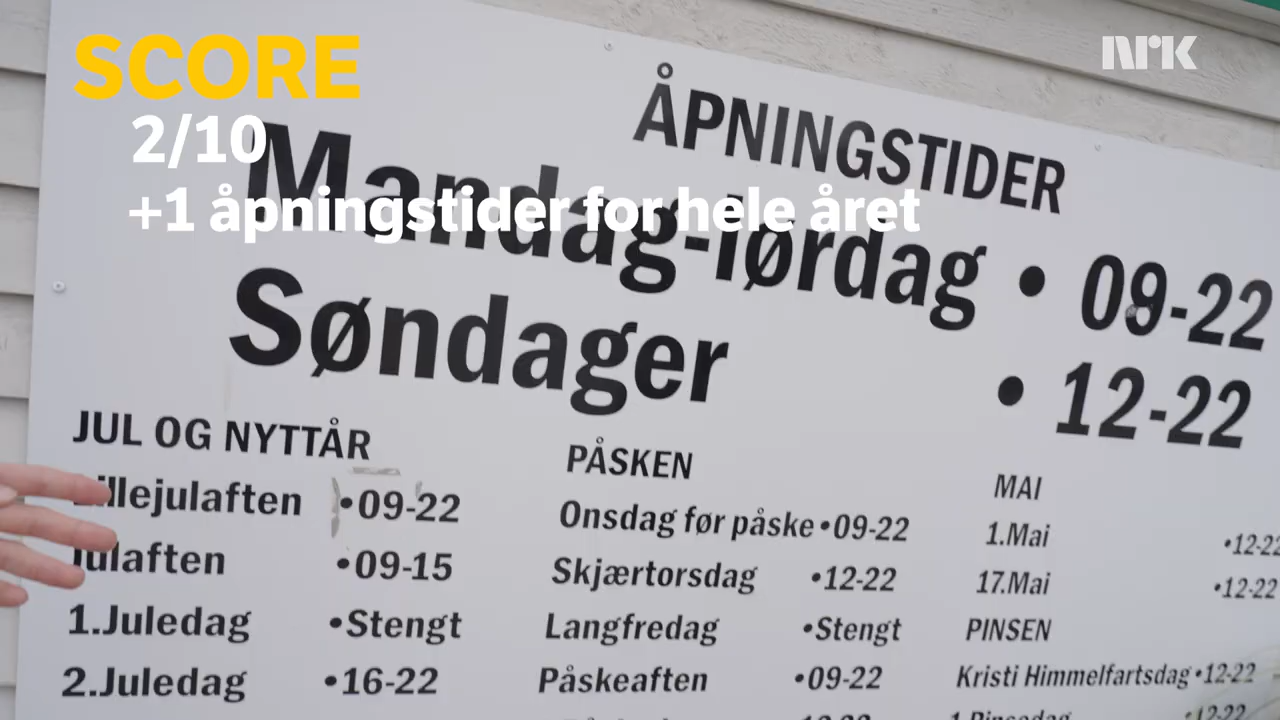 SCORE
2/10
+1 åpningstider for hele året
NRK
ÅPNINGSTIDER
Mandag-lørdag • 09-22
Søndager • 12-22
JUL OG NYTTÅR
Lillejulaften •09-22
Julaften •09-15
1.Juledag •Stengt
2.Juledag •16-22
PÅSKEN
Onsdag før påske •09-22
Skjærtorsdag •12-22
Langfredag •Stengt
Påskeaften •09-22
MAI
1.Mai •12-22
17.Mai •12-22
PINSEN
Kristi Himmelfartsdag •12-22